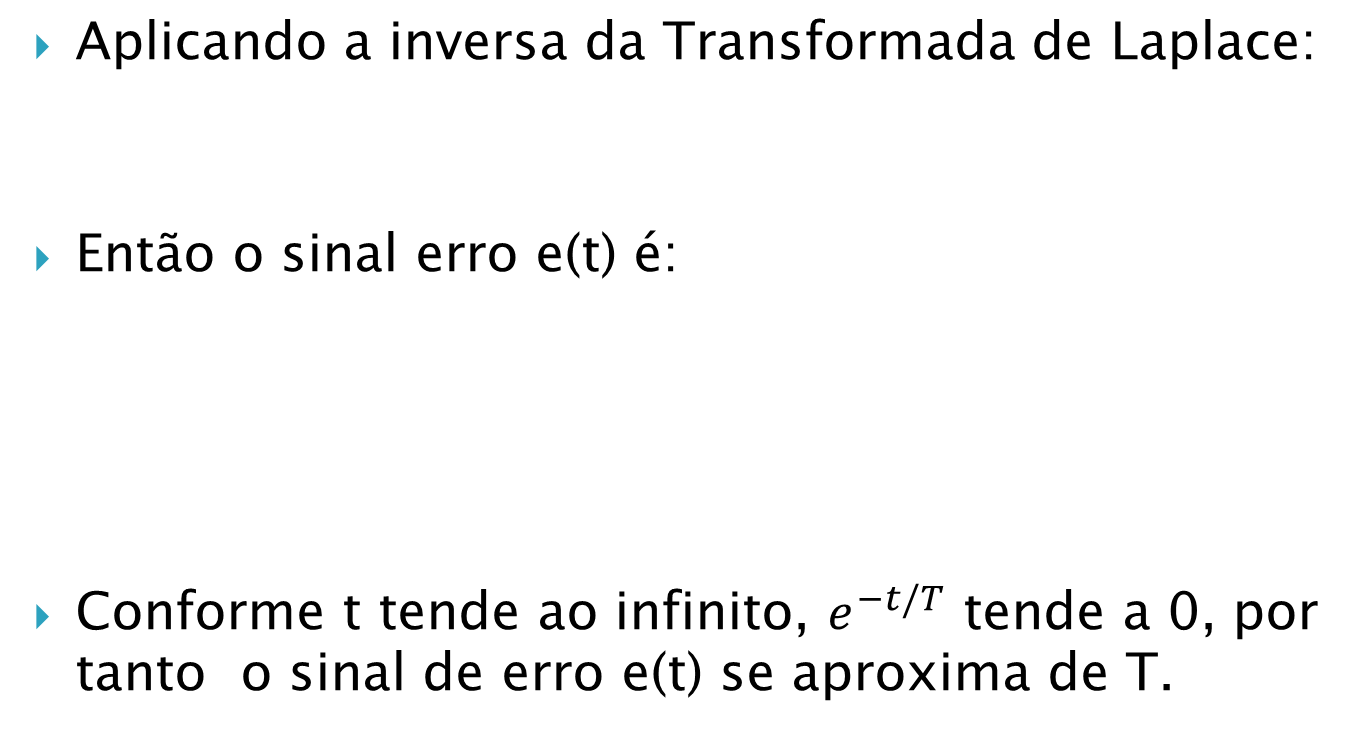 Aplicando a inversa da Transformada de Laplace:
Então o sinal erro e(t) é:
Conforme t tende ao infinito, $e^{-t/T}$ tende a 0, por
tanto o sinal de erro e(t) se aproxima de T.